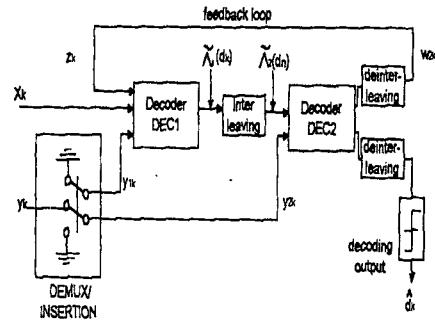 feedback loop
zk
w2k
Λ̃₁(dk)
Λ̃₂(dn)
deinter-
leaving
Xk
Decoder
DEC1
Inter
leaving
Decoder
DEC2
deinter-
leaving
y1k
yk
y2k
decoding
output
DEMUX/
INSERTION
d̂k